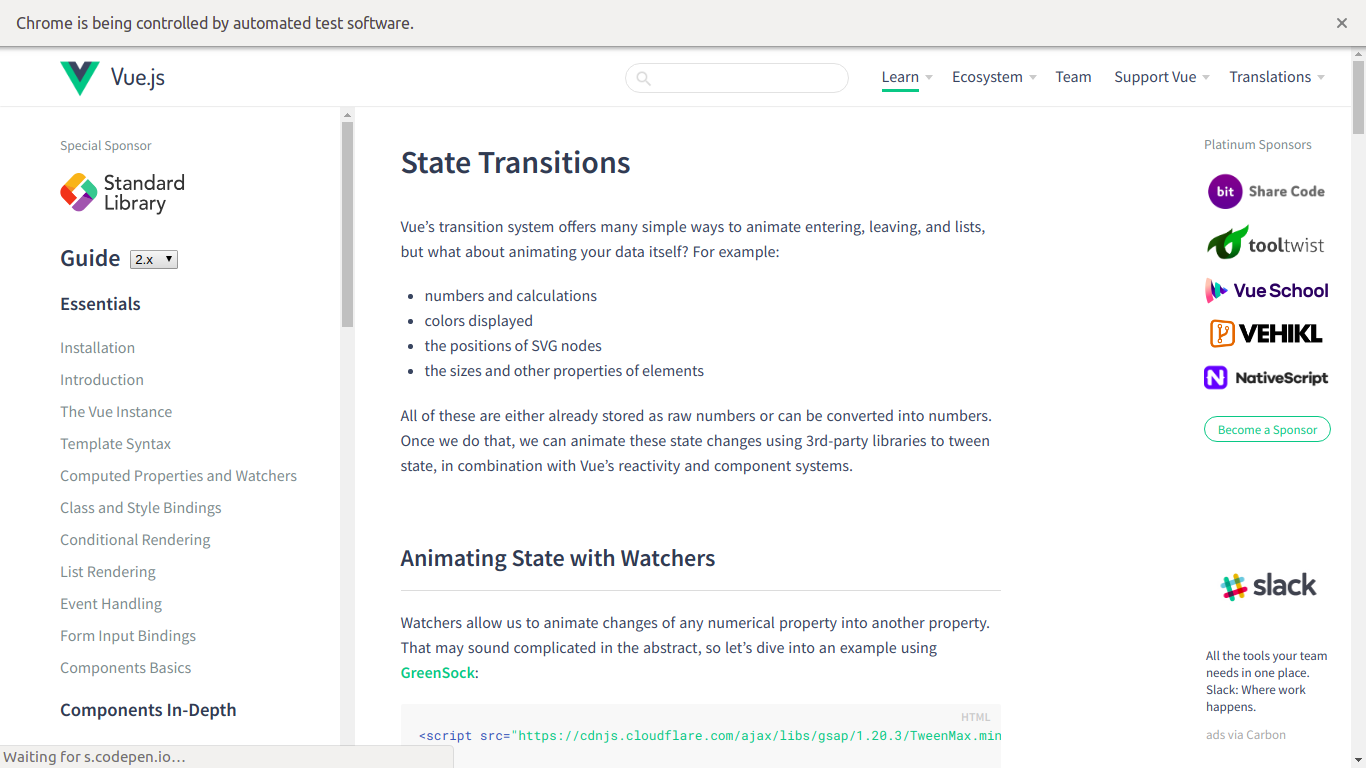 Chrome is being controlled by automated test software.
Vue.js
Learn
Ecosystem
Team
Support Vue
Translations
Special Sponsor
Standard
Library
Guide 2.x
Essentials
Installation
Introduction
The Vue Instance
Template Syntax
Computed Properties and Watchers
Class and Style Bindings
Conditional Rendering
List Rendering
Event Handling
Form Input Bindings
Components Basics
Components In-Depth
State Transitions
Vue’s transition system offers many simple ways to animate entering, leaving, and lists,
but what about animating your data itself? For example:
numbers and calculations
colors displayed
the positions of SVG nodes
the sizes and other properties of elements
All of these are either already stored as raw numbers or can be converted into numbers.
Once we do that, we can animate these state changes using 3rd-party libraries to tween
state, in combination with Vue’s reactivity and component systems.
Animating State with Watchers
Watchers allow us to animate changes of any numerical property into another property.
That may sound complicated in the abstract, so let’s dive into an example using
GreenSock:
HTML
<script src="https://cdnjs.cloudflare.com/ajax/libs/gsap/1.20.3/TweenMax.min
Platinum Sponsors
bit Share Code
tooltwist
Vue School
VEHIKL
NativeScript
Become a Sponsor
slack
All the tools your team
needs in one place.
Slack: Where work
happens.
ads via Carbon
Waiting for s.codepen.io…